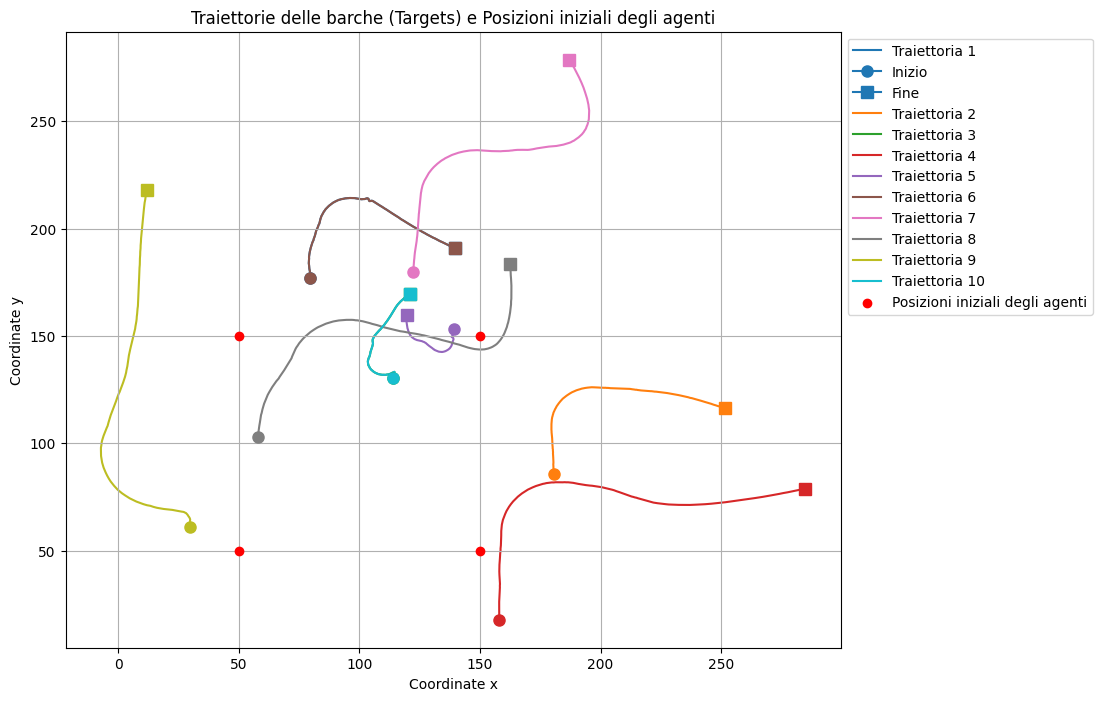 Traiettorie delle barche (Targets) e Posizioni iniziali degli agenti
Traiettoria 1
Inizio
Fine
Traiettoria 2
Traiettoria 3
Traiettoria 4
Traiettoria 5
Traiettoria 6
Traiettoria 7
Traiettoria 8
Traiettoria 9
Traiettoria 10
Posizioni iniziali degli agenti
Coordinate y
250
200
150
100
50
0
50
100
150
200
250
Coordinate x